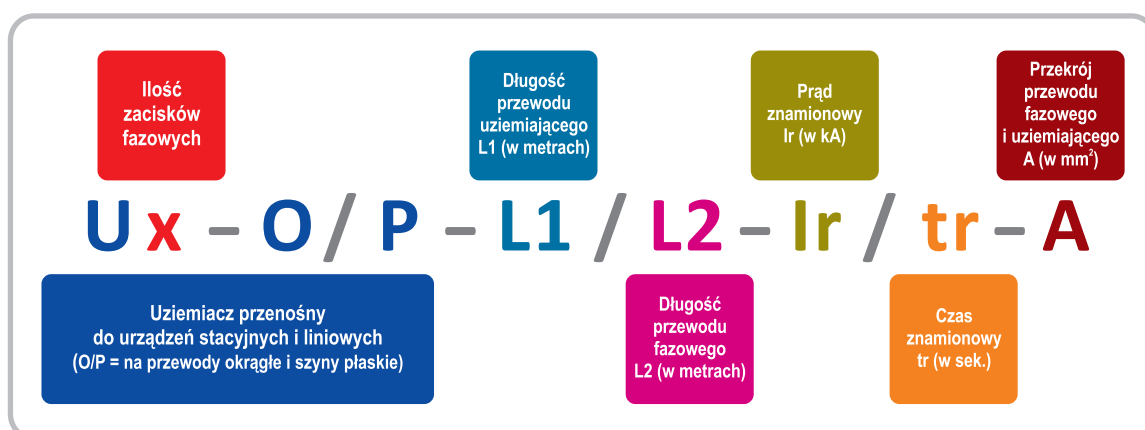 Ilość
zacisków
fazowych
Długość
przewodu
uziemiającego
L1 (w metrach)
Prąd
znamionowy
Ir (w kA)
Przekrój
przewodu
fazowego
i uziemiającego
A (w mm²)
Ux – O / P – L1 / L2 – Ir / tr – A
Uziemiacz przenośny
do urządzeń stacyjnych i liniowych
(O/P = na przewody okrągłe i szyny płaskie)
Długość
przewodu
fazowego
L2 (w metrach)
Czas
znamionowy
tr (w sek.)